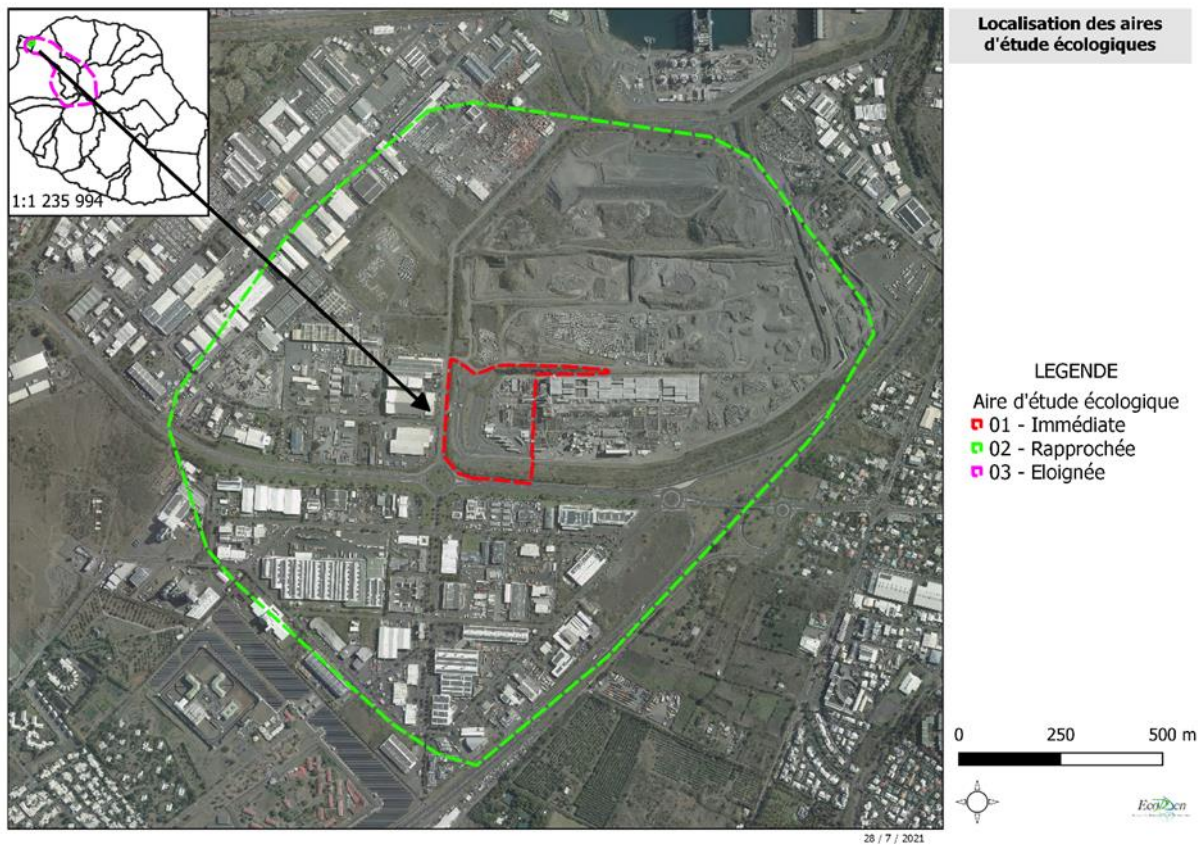 Localisation des aires
d'étude écologiques
1:1 235 994
LEGENDE
Aire d'étude écologique
01 - Immédiate
02 - Rapprochée
03 - Eloignée
0 250 500 m
28 / 7 / 2021